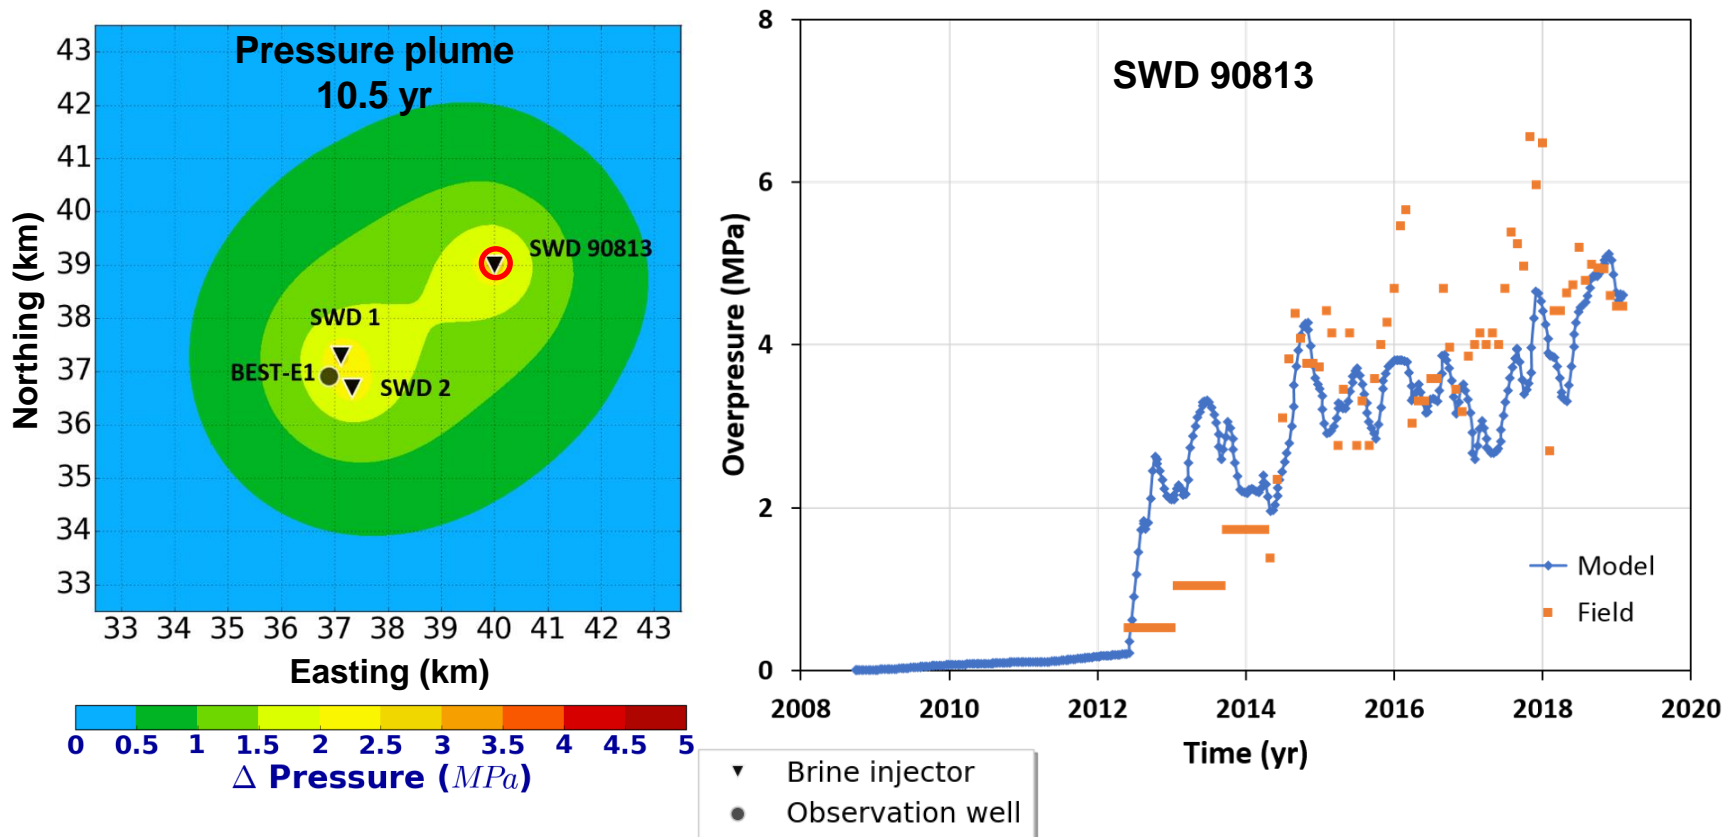 Pressure plume
10.5 yr
43
42
41
40
39
38
37
36
35
34
33
Northing (km)
SWD 90813
SWD 1
BEST-E1
SWD 2
33 34 35 36 37 38 39 40 41 42 43
Easting (km)
0 0.5 1 1.5 2 2.5 3 3.5 4 4.5 5
Δ Pressure (MPa)
SWD 90813
8
6
4
2
0
Overpresure (MPa)
Model
Field
2008 2010 2012 2014 2016 2018 2020
Time (yr)
Brine injector
Observation well